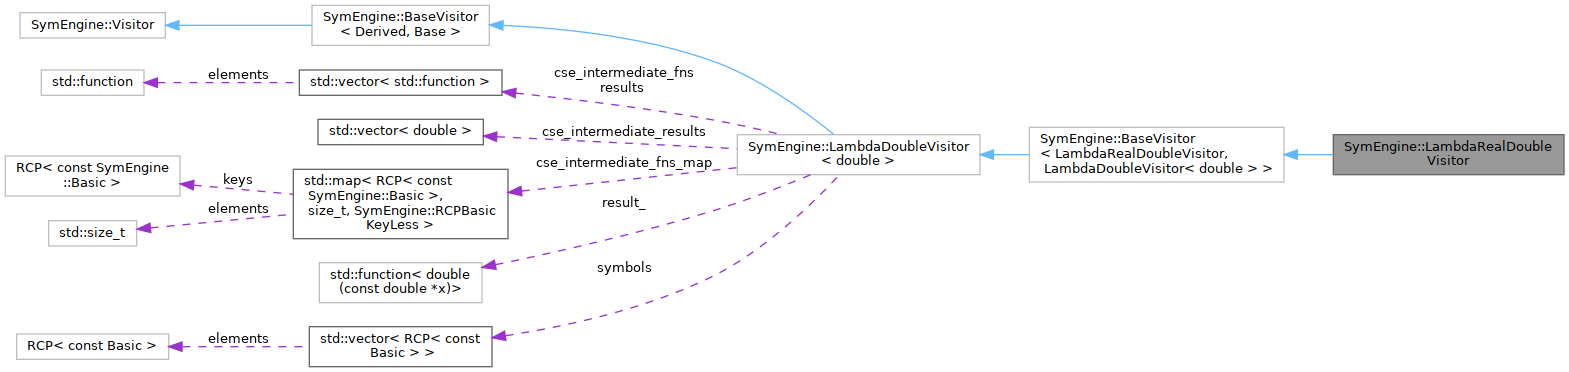 SymEngine::Visitor
SymEngine::BaseVisitor
< Derived, Base >
std::function
elements
std::vector< std::function >
cse_intermediate_fns
results
std::vector< double >
cse_intermediate_results
RCP< const SymEngine
::Basic >
keys
std::map< RCP< const
SymEngine::Basic >,
size_t, SymEngine::RCPBasic
KeyLess >
cse_intermediate_fns_map
std::size_t
elements
std::function< double
(const double *x)>
result_
RCP< const Basic >
elements
std::vector< RCP< const
Basic > >
symbols
SymEngine::LambdaDoubleVisitor
< double >
SymEngine::BaseVisitor
< LambdaRealDoubleVisitor,
LambdaDoubleVisitor< double > >
SymEngine::LambdaRealDouble
Visitor